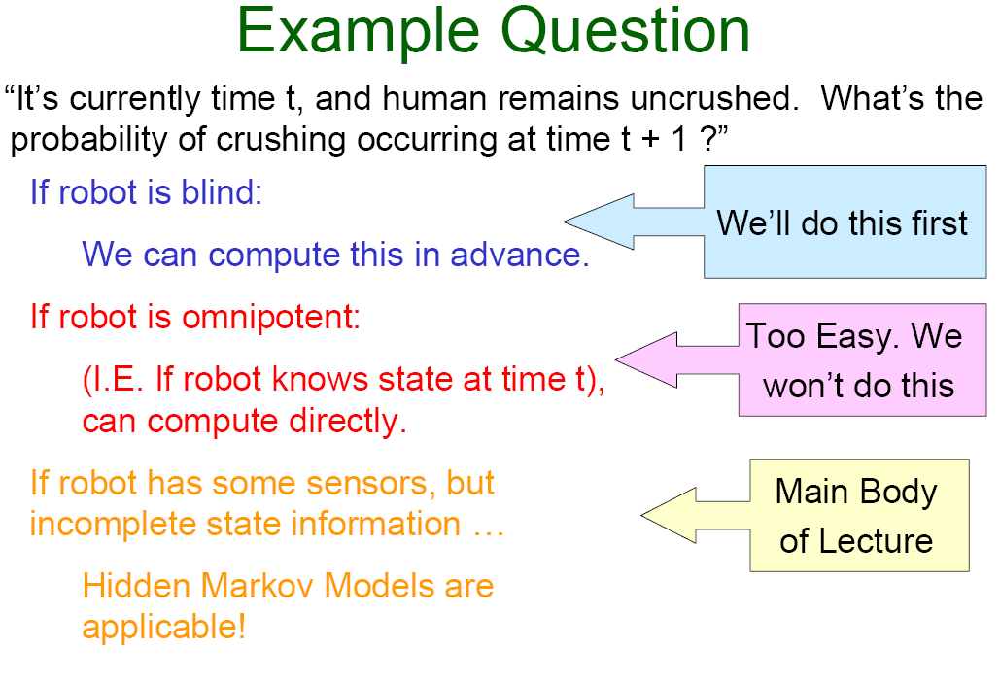 Example Question
“It’s currently time t, and human remains uncrushed.  What’s the
probability of crushing occurring at time t + 1 ?”
If robot is blind:
We can compute this in advance.
We’ll do this first
If robot is omnipotent:
(I.E. If robot knows state at time t),
can compute directly.
Too Easy. We
won’t do this
If robot has some sensors, but
incomplete state information …
Hidden Markov Models are
applicable!
Main Body
of Lecture